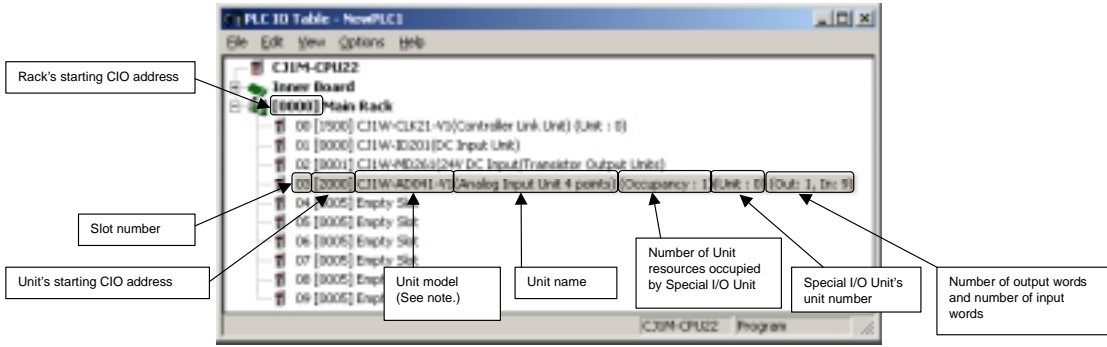 PLC IO Table - NewPLC1
File Edit View Options Help
CJ1M-CPU22
Inner Board
[0000] Main Rack
00 [1500] CJ1W-CLK21-V1(Controller Link Unit) (Unit : 0)
01 [0000] CJ1W-ID201(DC Input Unit)
02 [0001] CJ1W-MD261(24V DC Input/Transistor Output Units)
03 [2000] CJ1W-AD041-V1(Analog Input Unit 4 points) (Occupancy : 1) (Unit : 0) (Out: 1, In: 9)
04 [0005] Empty Slot
05 [0005] Empty Slot
06 [0005] Empty Slot
07 [0005] Empty Slot
08 [0005] Empt
09 [0005] Empt
CJ1M-CPU22 Program
Rack's starting CIO address
Slot number
Unit's starting CIO address
Unit model
(See note.)
Unit name
Number of Unit
resources occupied
by Special I/O Unit
Special I/O Unit's
unit number
Number of output words
and number of input
words